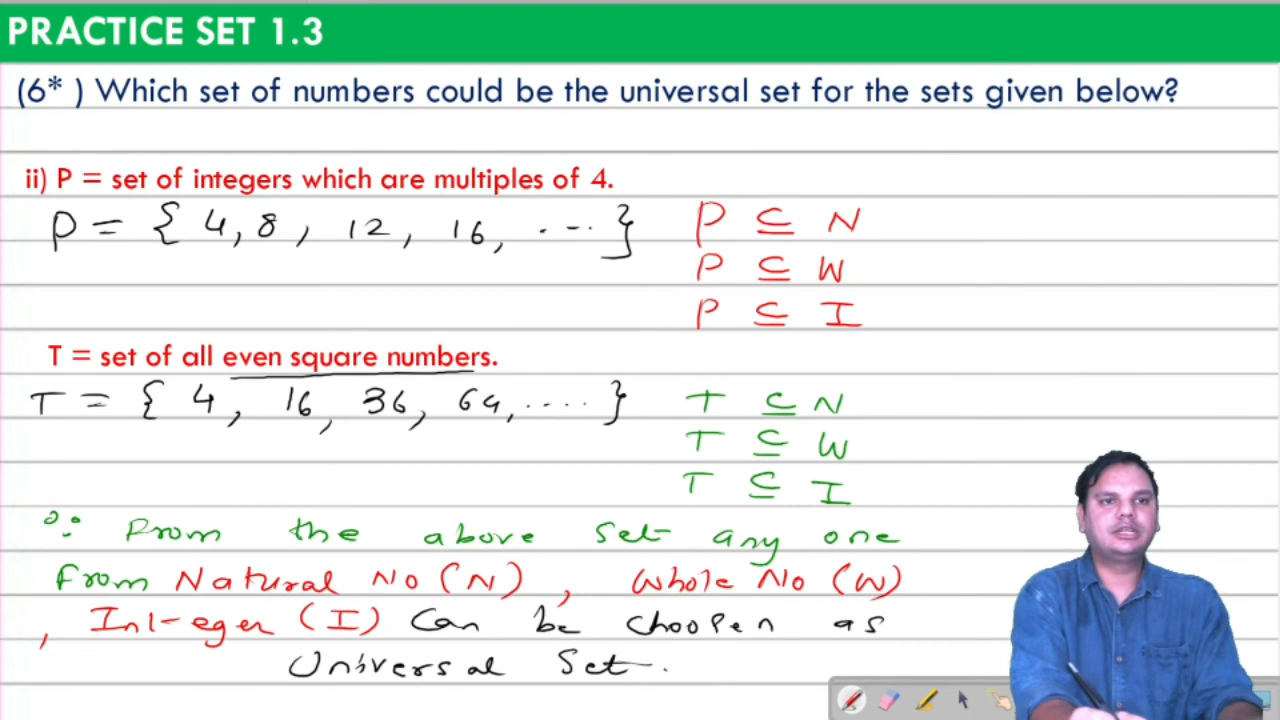 PRACTICE SET 1.3
(6* ) Which set of numbers could be the universal set for the sets given below?
ii) P = set of integers which are multiples of 4.
P = { 4, 8 , 12 , 16, ... } P ⊆ N
P ⊆ W
P ⊆ I
T = set of all even square numbers.
T = { 4 , 16, 36, 64, .... } T ⊆ N
T ⊆ W
T ⊆ I
∵ From the above Set any one
From Natural No (N) , Whole No (W)
, Integer (I) Can be choosen as
Universal Set.